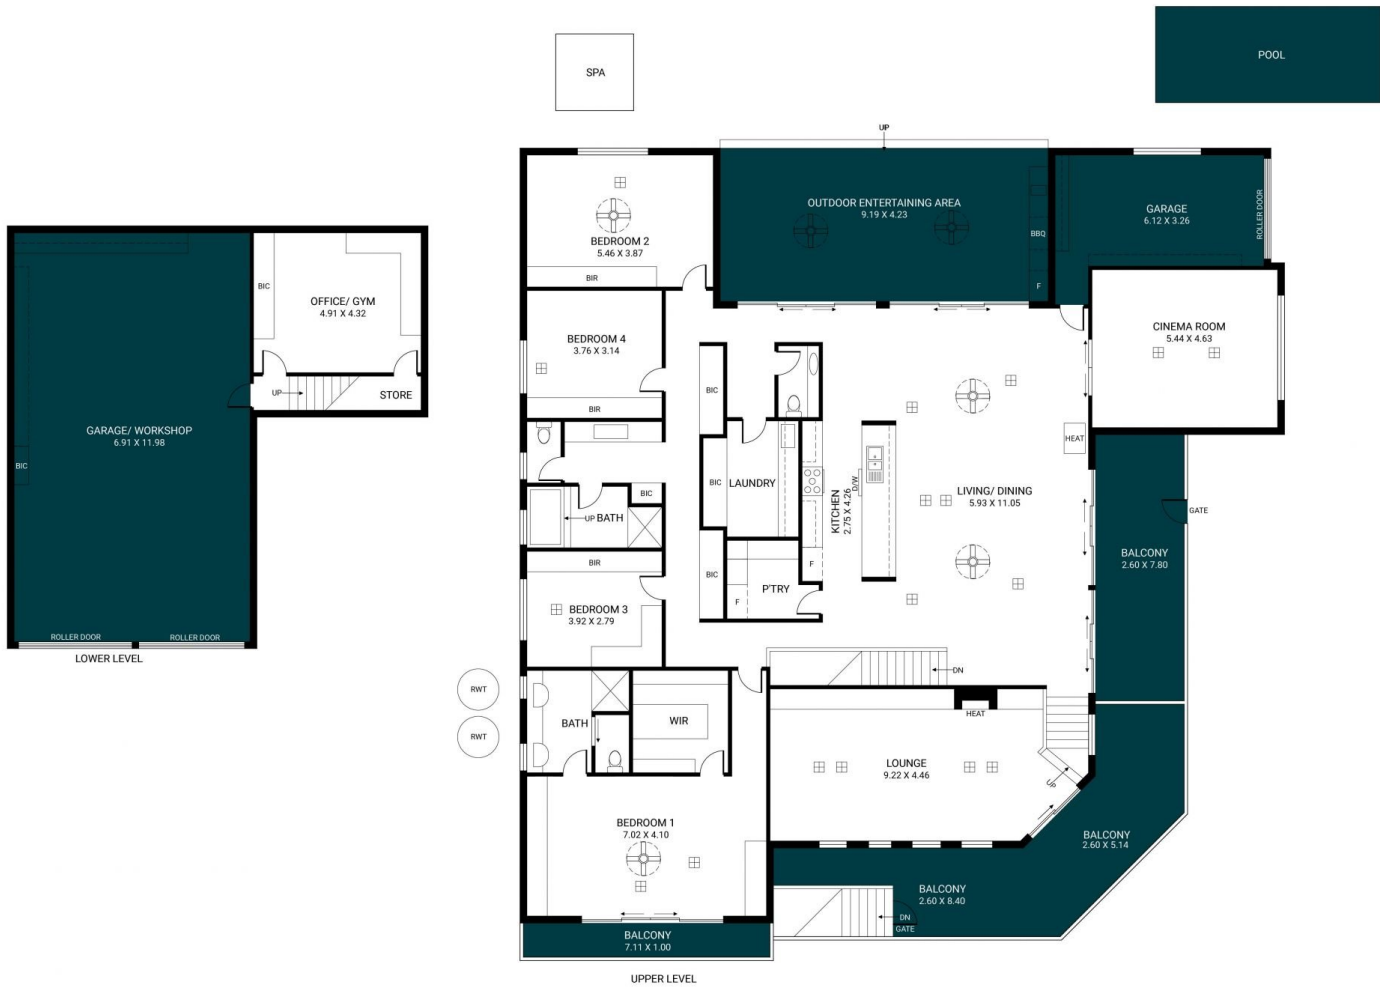 POOL
SPA
UP
OUTDOOR ENTERTAINING AREA
9.19 X 4.23
BBQ
F
GARAGE
6.12 X 3.26
ROLLER DOOR
BEDROOM 2
5.46 X 3.87
BIR
BIC
OFFICE/ GYM
4.91 X 4.32
UP
STORE
GARAGE/ WORKSHOP
6.91 X 11.98
BIC
ROLLER DOOR
ROLLER DOOR
LOWER LEVEL
BEDROOM 4
3.76 X 3.14
BIR
CINEMA ROOM
5.44 X 4.63
BIC
HEAT
BIC
LAUNDRY
KITCHEN
2.75 X 4.26
D/W
LIVING/ DINING
5.93 X 11.05
BIC
UP
BATH
GATE
BALCONY
2.60 X 7.80
BIR
BIC
F
P'TRY
F
BEDROOM 3
3.92 X 2.79
DN
RWT
RWT
BATH
WIR
HEAT
LOUNGE
9.22 X 4.46
UP
BEDROOM 1
7.02 X 4.10
BALCONY
2.60 X 5.14
BALCONY
2.60 X 8.40
DN
GATE
BALCONY
7.11 X 1.00
UPPER LEVEL